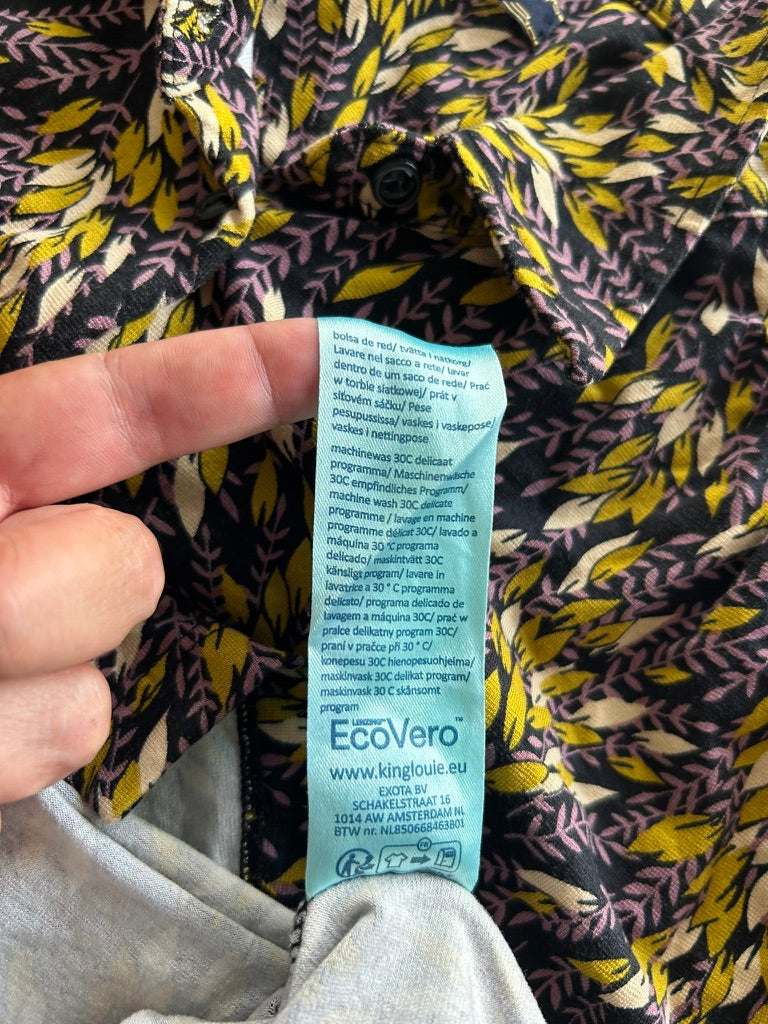 bolsa de red/ tvätta i nätkorg/
Lavare nel sacco a rete/ lavar
dentro de um saco de rede/ Prać
w torbie siatkowej/ prát v
síťovém sáčku/ Pese
pesupussissa/ vaskes i vaskepose/
vaskes i nettingpose
machinewas 30C delicaat
programma/ Maschinenwäsche
30C empfindliches Programm/
machine wash 30C delicate
programme / lavage en machine
programme délicat 30C/ lavado a
máquina 30 °C programa
delicado/ maskintvätt 30C
känsligt program/ lavare in
lavatrice a 30 ° C programma
delicato/ programa delicado de
lavagem a máquina 30C/ prać w
pralce delikatny program 30C/
praní v pračce při 30 ° C/
konepesu 30C hienopesuohjelma/
maskinvask 30C delikat program/
maskinvask 30 C skånsomt
program
LENZING™
EcoVero™
www.kinglouie.eu
EXOTA BV
SCHAKELSTRAAT 16
1014 AW AMSTERDAM NL
BTW nr. NL850668463B01
FR